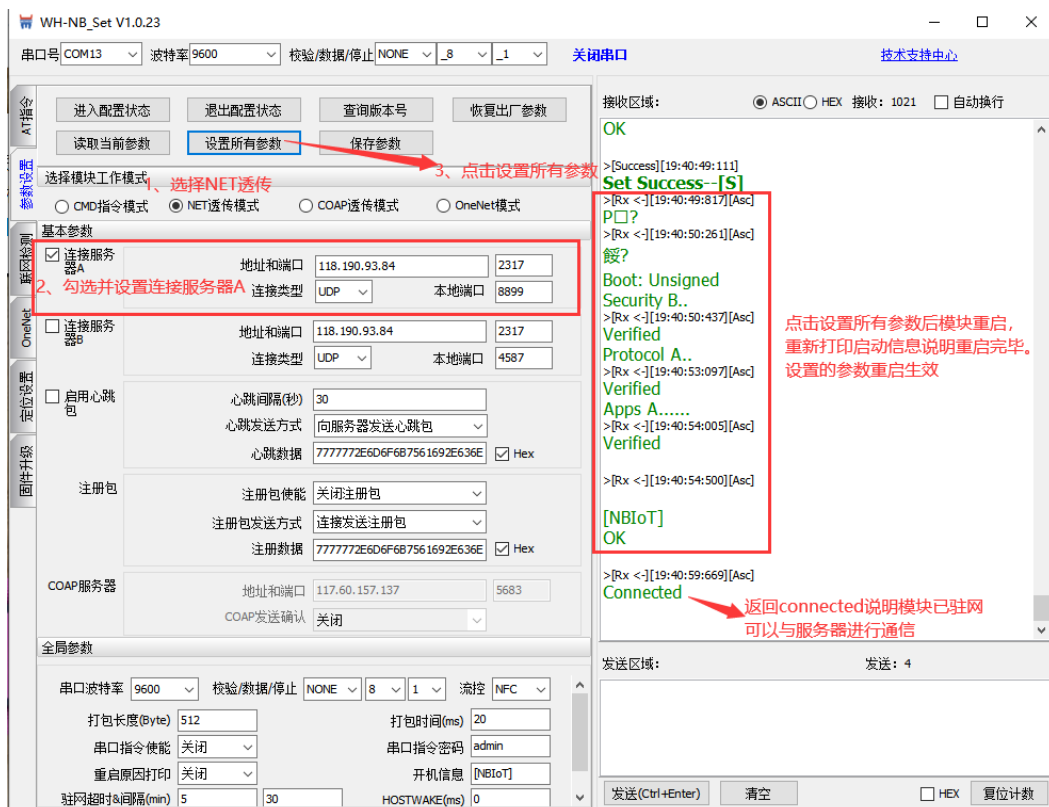 WH-NB_Set V1.0.23
串口号 COM13 波特率 9600 校验/数据/停止 NONE _8 _1 关闭串口 技术支持中心
AT指令
参数设置
联网检测
OneNet
定位设置
固件升级
进入配置状态 退出配置状态 查询版本号 恢复出厂参数
读取当前参数 设置所有参数 保存参数
3、点击设置所有参数
选择模块工作模式
1、选择NET透传
CMD指令模式 NET透传模式 COAP透传模式 OneNet模式
基本参数
连接服务器A 地址和端口 118.190.93.84 2317
2、勾选并设置连接服务器A 连接类型 UDP 本地端口 8899
连接服务器B 地址和端口 118.190.93.84 2317
连接类型 UDP 本地端口 4587
启用心跳包 心跳间隔(秒) 30
心跳发送方式 向服务器发送心跳包
心跳数据 7777772E6D6F6B7561692E636E Hex
注册包 注册包使能 关闭注册包
注册包发送方式 连接发送注册包
注册数据 7777772E6D6F6B7561692E636E Hex
COAP服务器 地址和端口 117.60.157.137 5683
COAP发送确认 关闭
全局参数
串口波特率 9600 校验/数据/停止 NONE 8 1 流控 NFC
打包长度(Byte) 512 打包时间(ms) 20
串口指令使能 关闭 串口指令密码 admin
重启原因打印 关闭 开机信息 [NBIoT]
驻网超时&间隔(min) 5 30 HOSTWAKE(ms) 0
接收区域： ASCII HEX 接收：1021 自动换行
OK
>[Success][19:40:49:111]
Set Success--[S]
>[Rx <-][19:40:49:817][Asc]
P□?
>[Rx <-][19:40:50:261][Asc]
餒?
Boot: Unsigned
Security B..
>[Rx <-][19:40:50:437][Asc]
Verified
Protocol A..
>[Rx <-][19:40:53:097][Asc]
Verified
Apps A......
>[Rx <-][19:40:54:005][Asc]
Verified
>[Rx <-][19:40:54:500][Asc]
[NBIoT]
OK
点击设置所有参数后模块重启，
重新打印启动信息说明重启完毕。
设置的参数重启生效
>[Rx <-][19:40:59:669][Asc]
Connected
返回connected说明模块已驻网
可以与服务器进行通信
发送区域： 发送：4
发送(Ctrl+Enter) 清空 HEX 复位计数